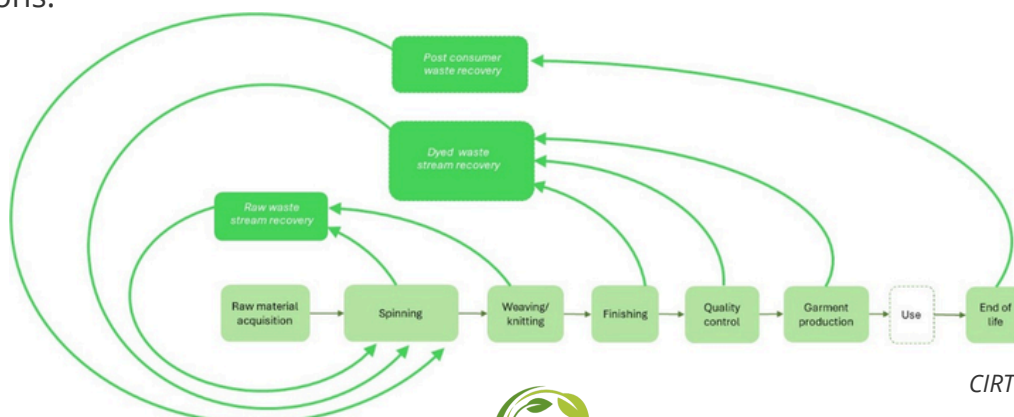 Post consumer
waste recovery
Dyed waste
stream recovery
Raw waste
stream recovery
Raw material
acquisition
Spinning
Weaving/
knitting
Finishing
Quality
control
Garment
production
Use
End of
life
CIRT